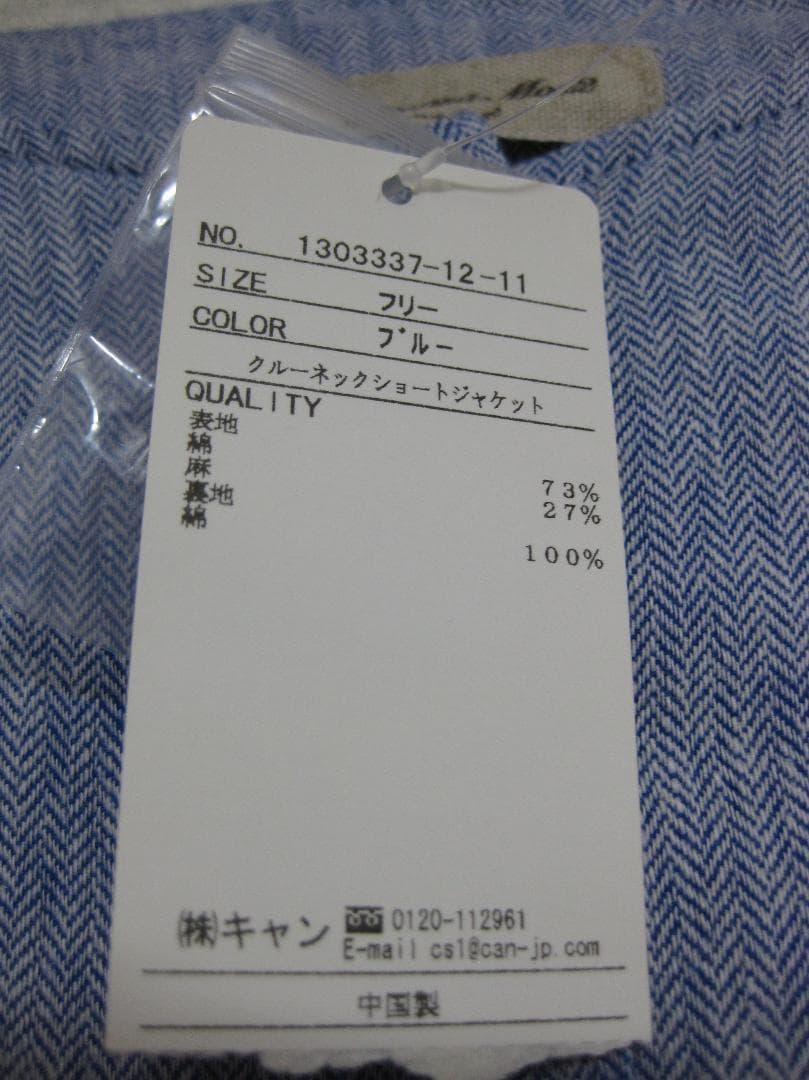 NO. 1303337-12-11
SIZE フリー
COLOR ブルー
クルーネックショートジャケット
QUALITY
表地
綿 73%
麻 27%
裏地
綿 100%
㈱キャン 0120-112961
E-mail cs1@can-jp.com
中国製